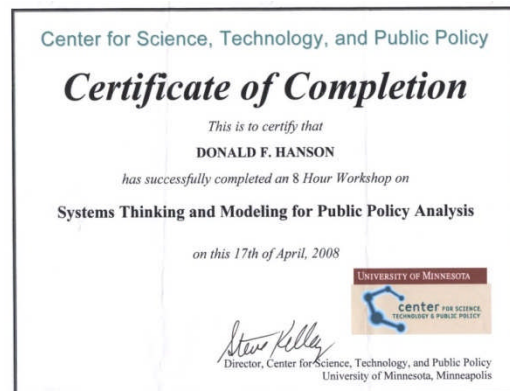 Center for Science, Technology, and Public Policy
Certificate of Completion
This is to certify that
DONALD F. HANSON
has successfully completed an 8 Hour Workshop on
Systems Thinking and Modeling for Public Policy Analysis
on this 17th of April, 2008
UNIVERSITY OF MINNESOTA
center FOR SCIENCE,
TECHNOLOGY & PUBLIC POLICY
Steve Kelley
Director, Center for Science, Technology, and Public Policy
University of Minnesota, Minneapolis